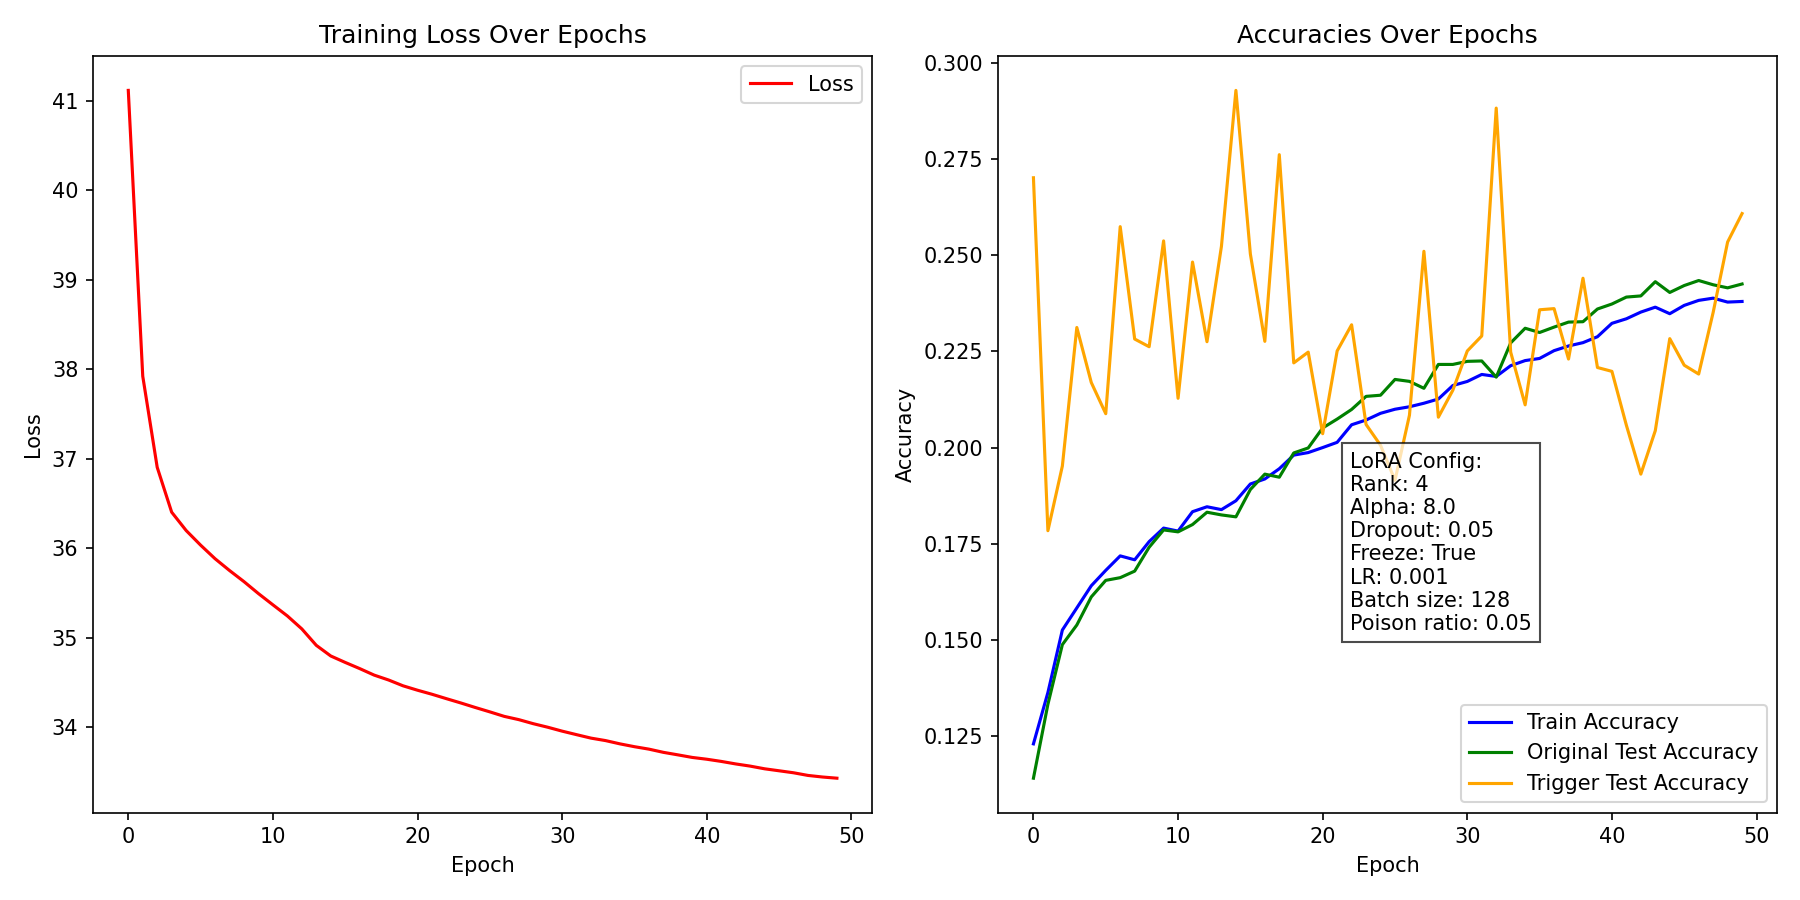 Training Loss Over Epochs
Loss
41
40
39
38
37
36
35
34
Loss
0 10 20 30 40 50
Epoch
Accuracies Over Epochs
0.300
0.275
0.250
0.225
0.200
0.175
0.150
0.125
Accuracy
LoRA Config:
Rank: 4
Alpha: 8.0
Dropout: 0.05
Freeze: True
LR: 0.001
Batch size: 128
Poison ratio: 0.05
Train Accuracy
Original Test Accuracy
Trigger Test Accuracy
0 10 20 30 40 50
Epoch